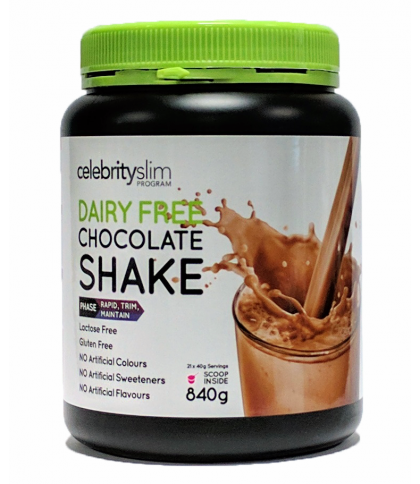 celebrityslim
PROGRAM
DAIRY FREE
CHOCOLATE
SHAKE
PHASE RAPID, TRIM,
MAINTAIN
Lactose Free
Gluten Free
NO Artificial Colours
NO Artificial Sweeteners
NO Artificial Flavours
21 x 40g Servings
SCOOP
INSIDE
840g